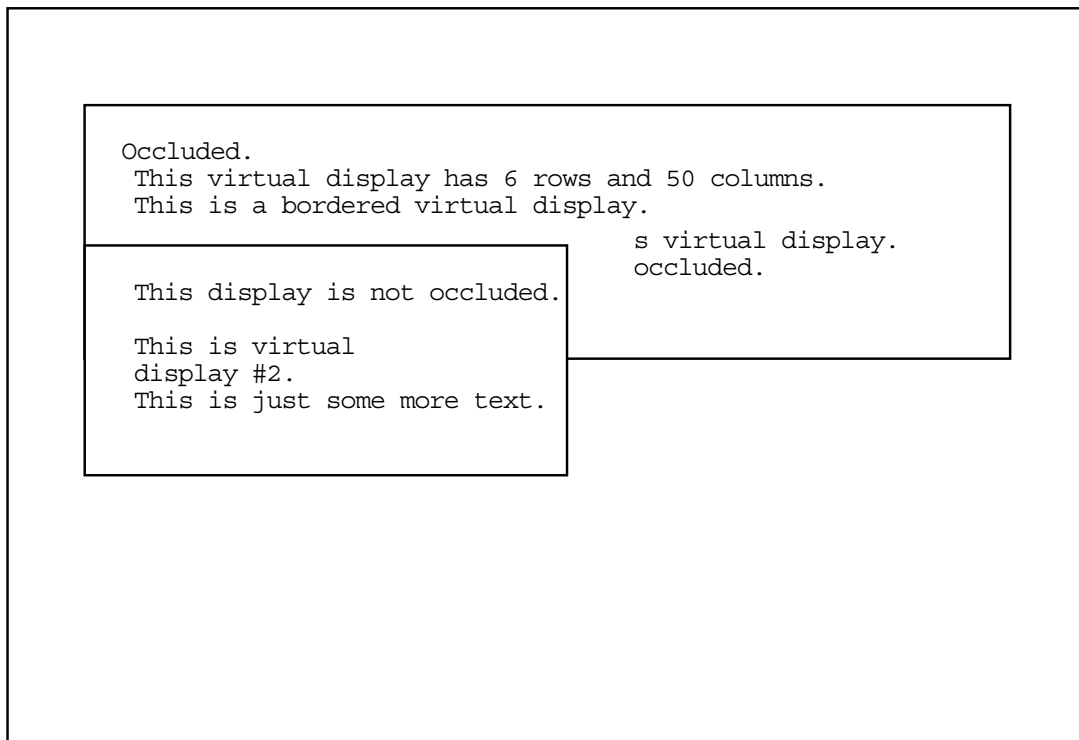 Occluded.
This virtual display has 6 rows and 50 columns.
This is a bordered virtual display.
s virtual display.
occluded.
This display is not occluded.
This is virtual
display #2.
This is just some more text.